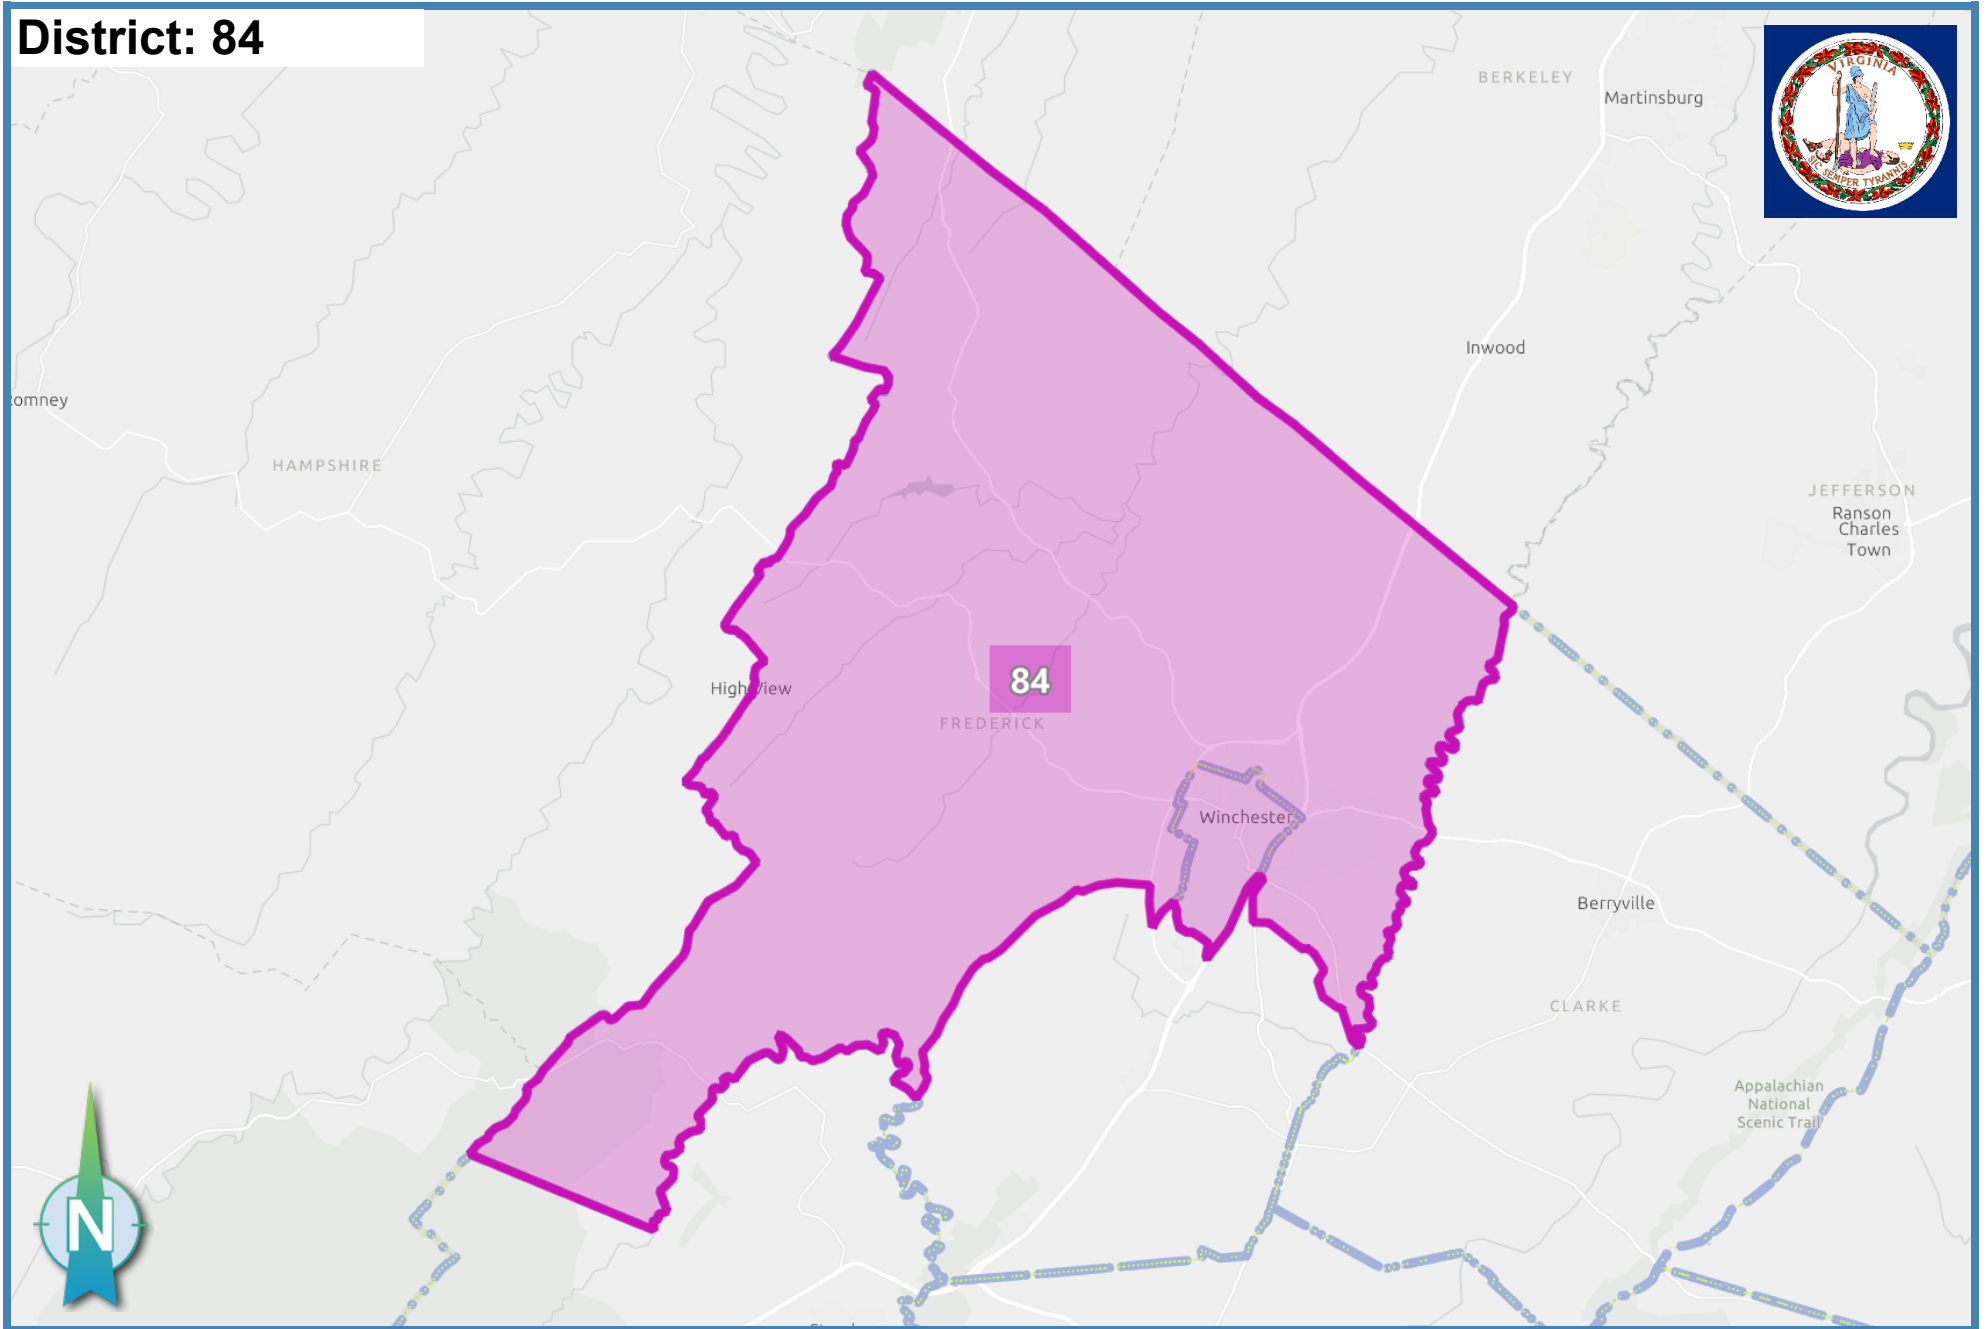 District: 84
BERKELEY
Martinsburg
VIRGINIA
SIC SEMPER TYRANNIS
Inwood
omney
HAMPSHIRE
JEFFERSON
Ranson
Charles
Town
High View
84
FREDERICK
Winchester
Berryville
CLARKE
Appalachian
National
Scenic Trail
N